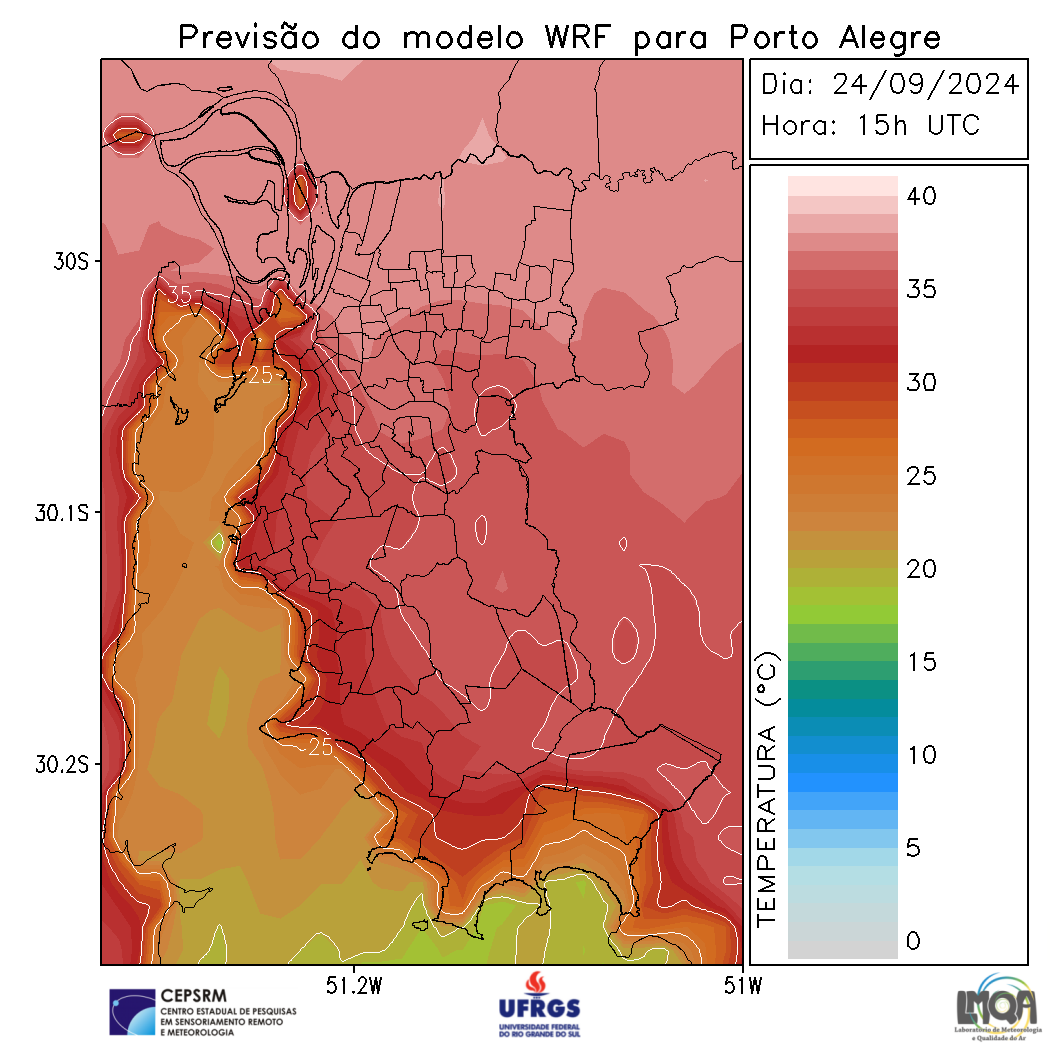 Previsão do modelo WRF para Porto Alegre
Dia: 24/09/2024
Hora: 15h UTC
30S
30.1S
30.2S
51.2W
51W
35
25
25
TEMPERATURA (°C)
40
35
30
25
20
15
10
5
0
CEPSRM
CENTRO ESTADUAL DE PESQUISAS
EM SENSORIAMENTO REMOTO
E METEOROLOGIA
UFRGS
UNIVERSIDADE FEDERAL
DO RIO GRANDE DO SUL
LMQA
Laboratório de Meteorologia
e Qualidade do Ar